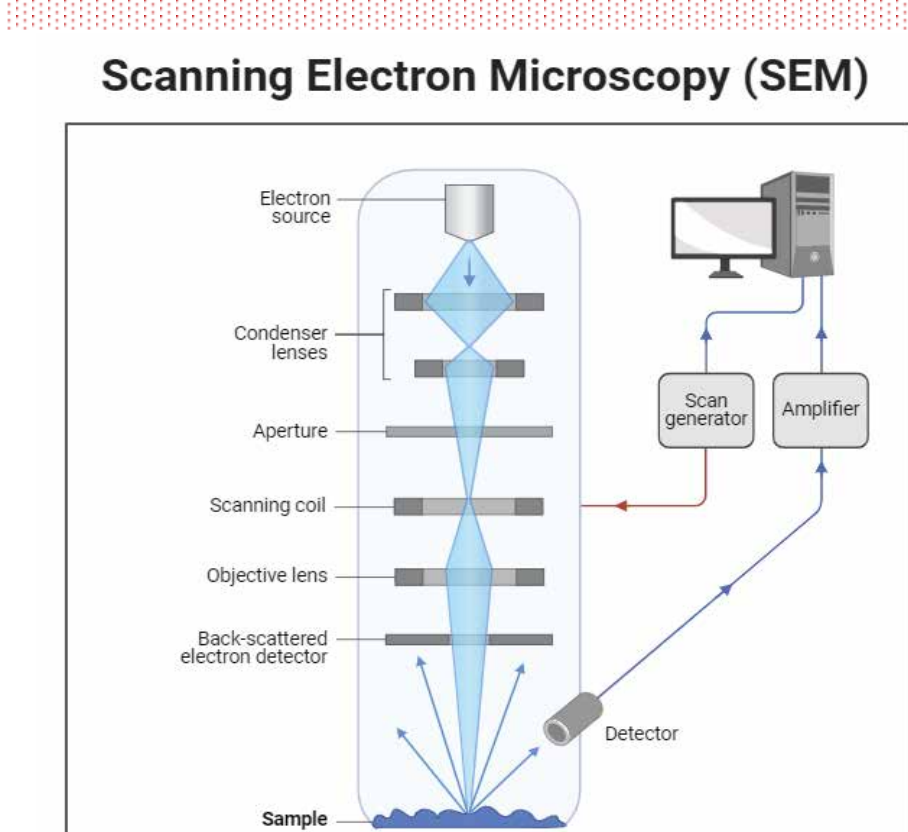 Scanning Electron Microscopy (SEM)
Electron
source
Condenser
lenses
Aperture
Scanning coil
Objective lens
Back-scattered
electron detector
Sample
Scan
generator
Amplifier
Detector